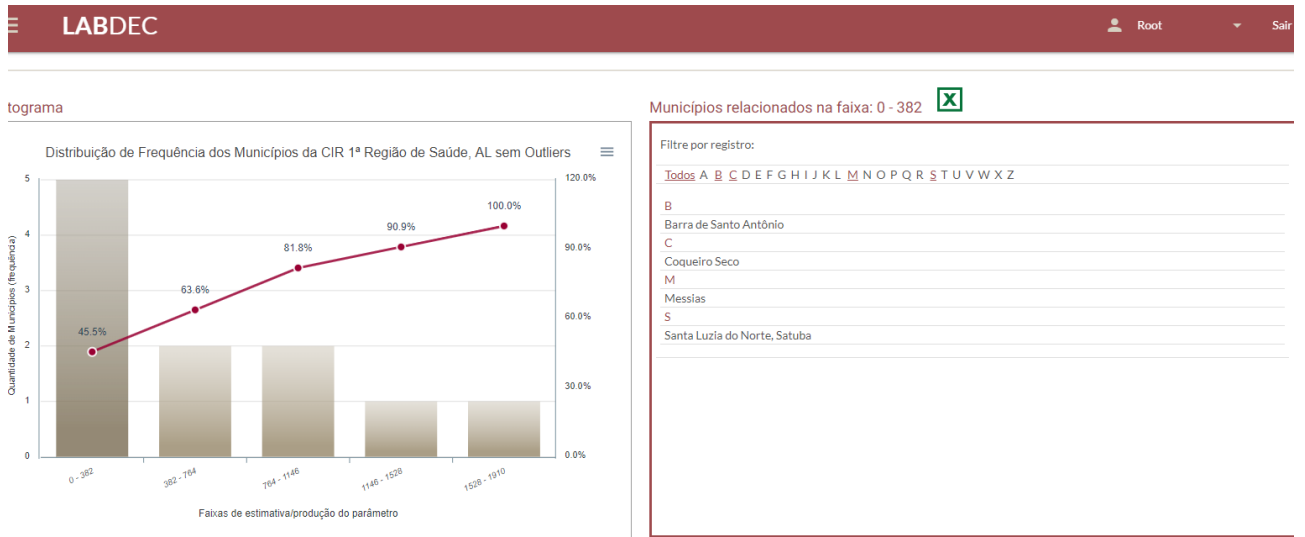 LABDEC
Root
Sair
tograma
Municípios relacionados na faixa: 0 - 382
X
Distribuição de Frequência dos Municípios da CIR 1ª Região de Saúde, AL sem Outliers
Quantidade de Municípios (frequência)
5
4
3
2
1
0
120.0%
90.0%
60.0%
30.0%
0.0%
45.5%
63.6%
81.8%
90.9%
100.0%
0 - 382
382 - 764
764 - 1146
1146 - 1528
1528 - 1910
Faixas de estimativa/produção do parâmetro
Filtre por registro:
Todos A B C D E F G H I J K L M N O P Q R S T U V W X Z
B
Barra de Santo Antônio
C
Coqueiro Seco
M
Messias
S
Santa Luzia do Norte, Satuba